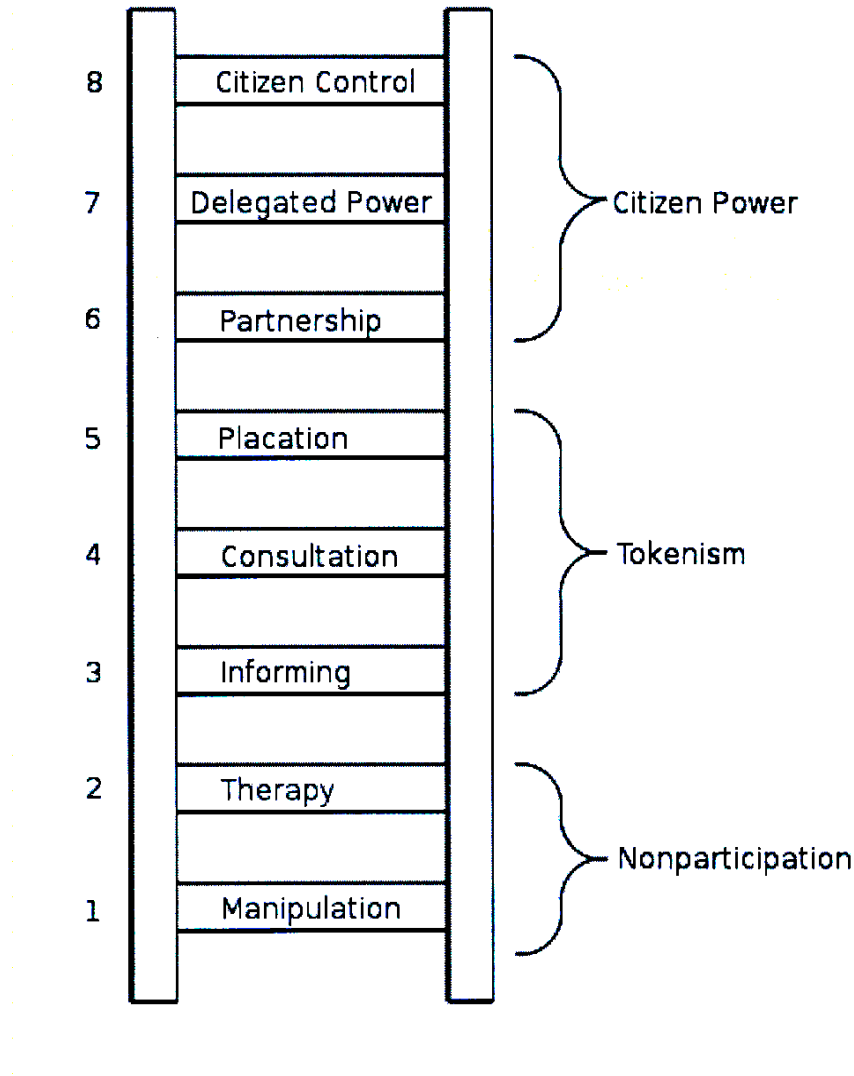 8 Citizen Control
7 Delegated Power
Citizen Power
6 Partnership
5 Placation
4 Consultation
Tokenism
3 Informing
2 Therapy
Nonparticipation
1 Manipulation